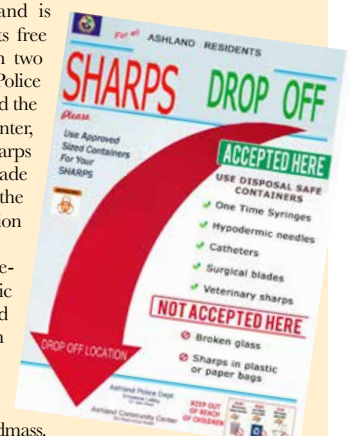 land is
ts free
n two
Police
d the
nter,
arps
ade
the
tion
e-
ic
d
n
dmass.
For all ASHLAND RESIDENTS
SHARPS DROP OFF
Please
Use Approved
Sized Containers
For Your
SHARPS
ACCEPTED HERE
USE DISPOSAL SAFE
CONTAINERS
One Time Syringes
Hypodermic needles
Catheters
Surgical blades
Veterinary sharps
NOT ACCEPTED HERE
Broken glass
Sharps in plastic
or paper bags
DROP OFF LOCATION
Ashland Police Dept.
Ashland Community Center
KEEP OUT
OF REACH
OF CHILDREN